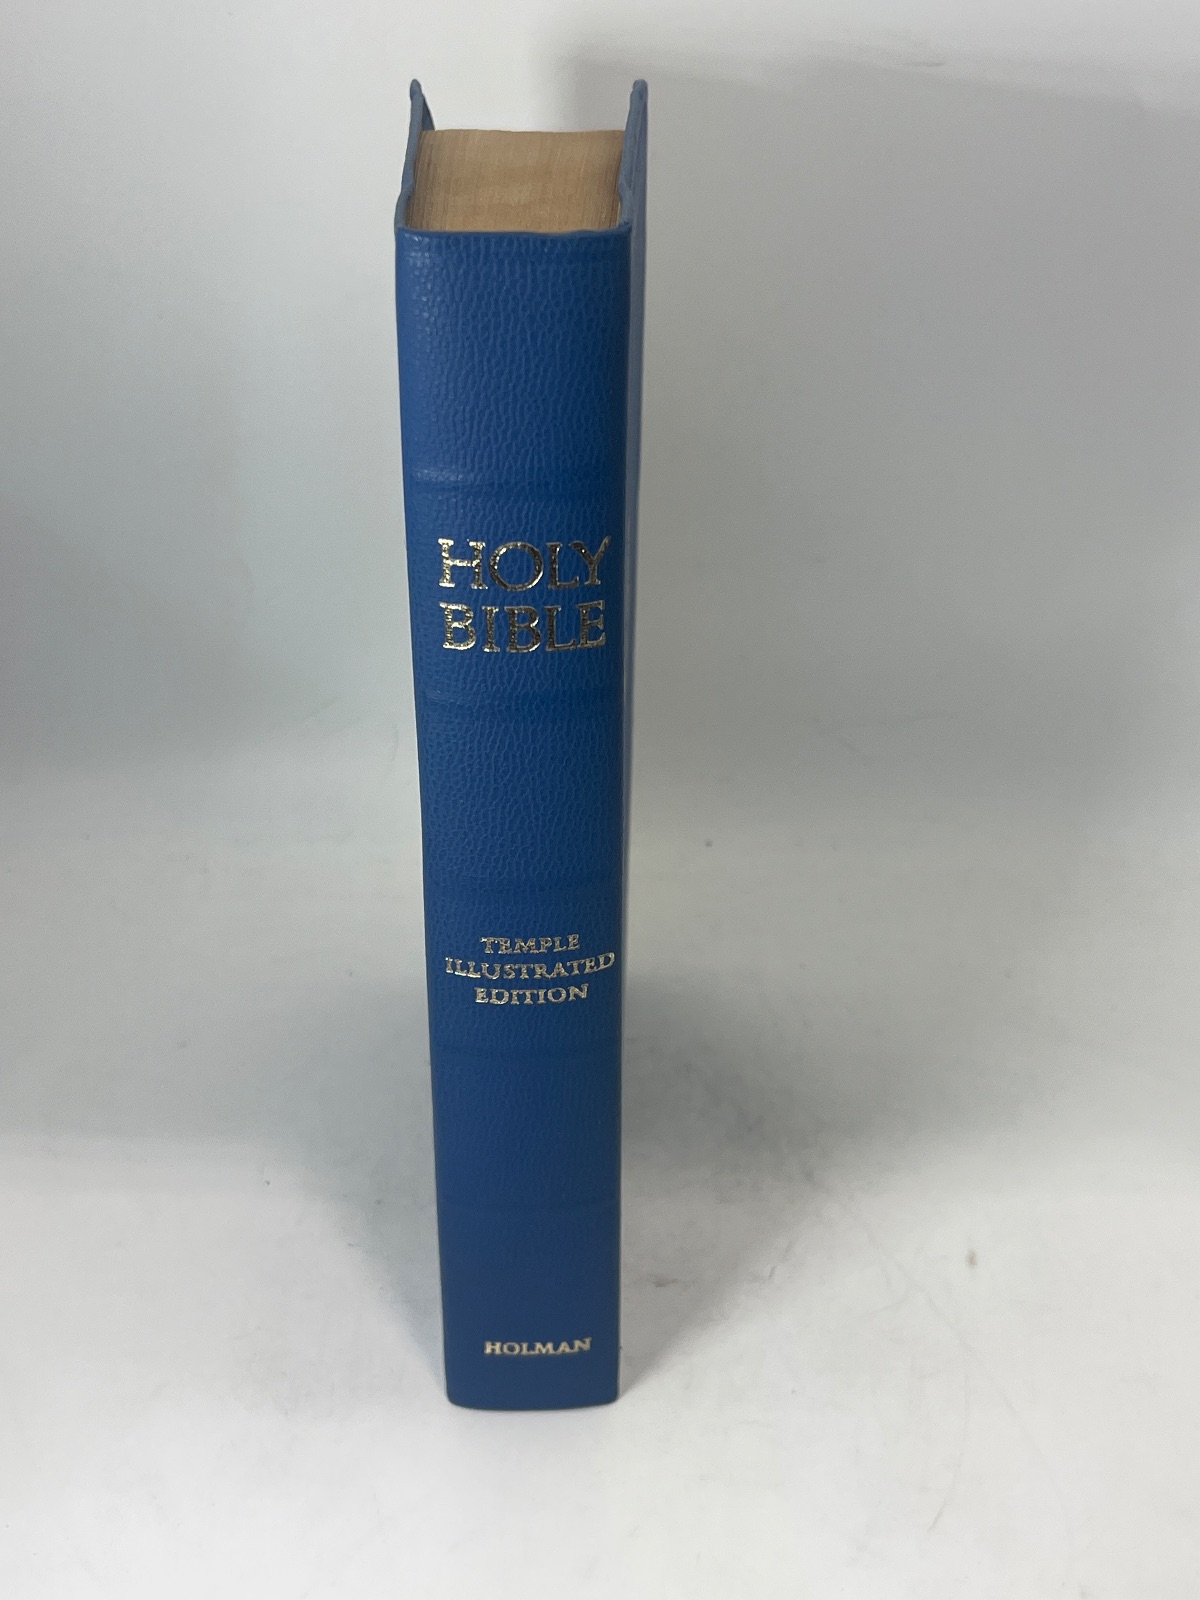 HOLY
BIBLE
TEMPLE
ILLUSTRATED
EDITION
HOLMAN